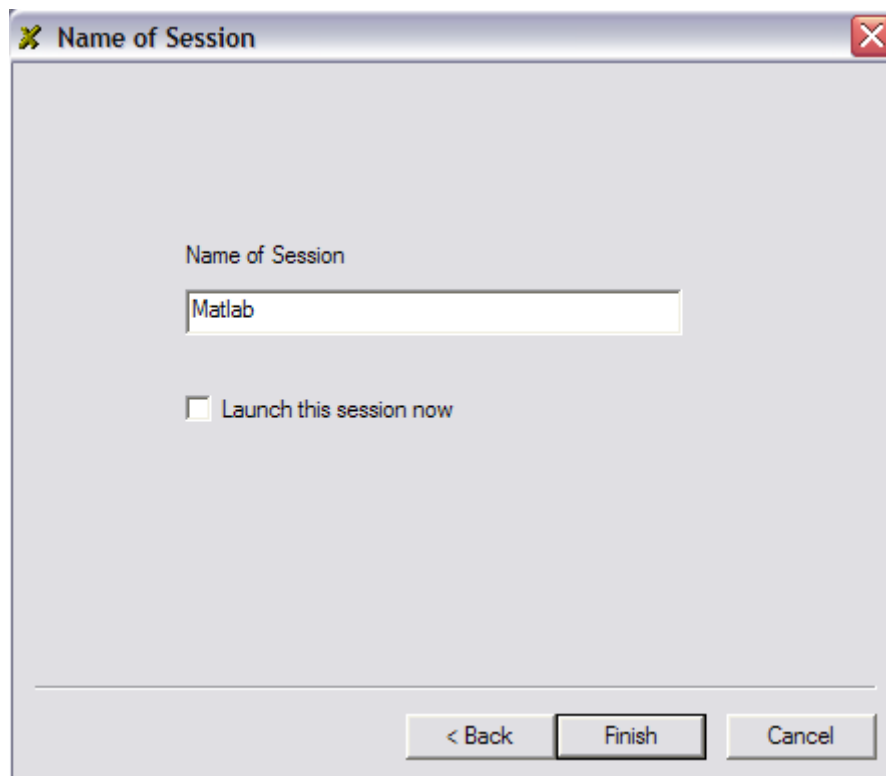 Name of Session
Name of Session
Matlab
Launch this session now
< Back Finish Cancel